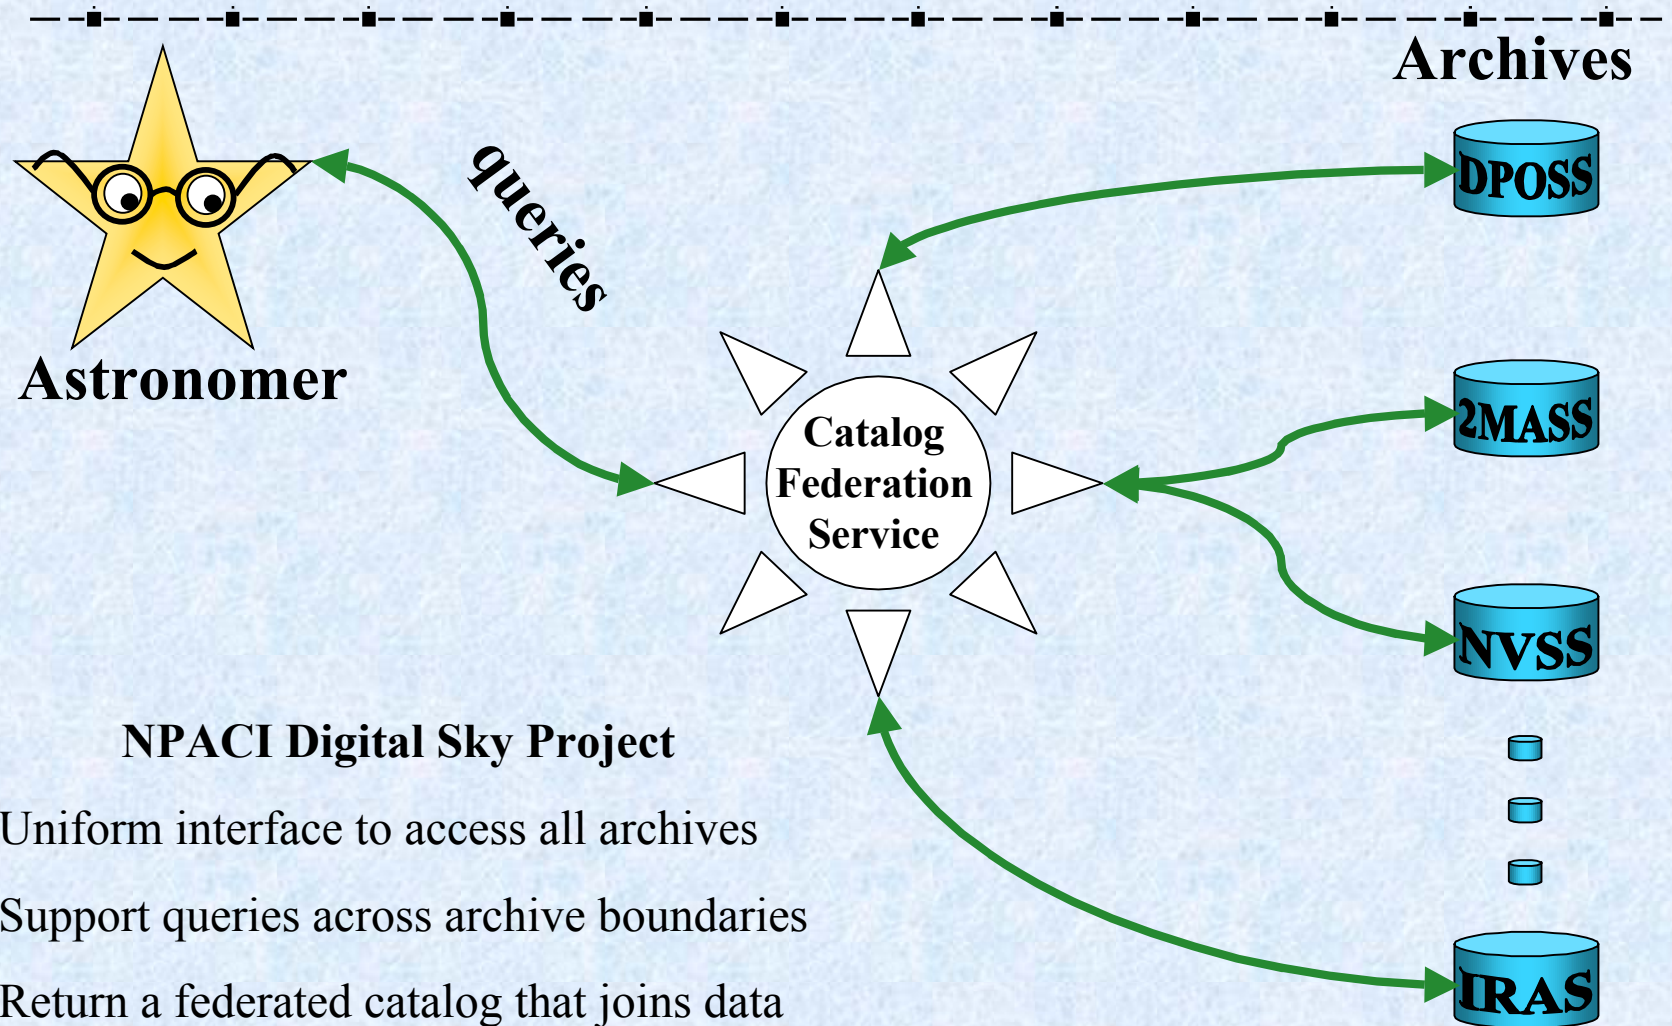 Archives
DPOSS
queries
Astronomer
2MASS
Catalog
Federation
Service
NVSS
NPACI Digital Sky Project
Uniform interface to access all archives
Support queries across archive boundaries
Return a federated catalog that joins data
IRAS